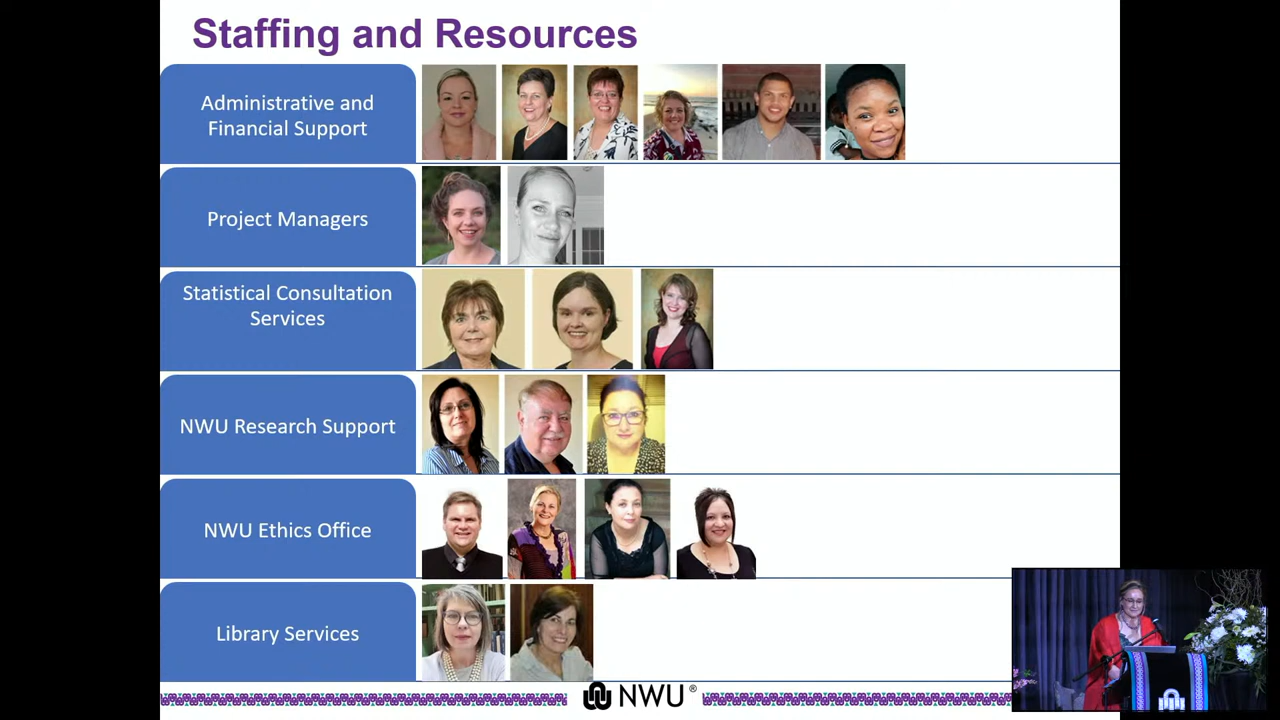 Staffing and Resources
Administrative and
Financial Support
Project Managers
Statistical Consultation
Services
NWU Research Support
NWU Ethics Office
Library Services
NWU®